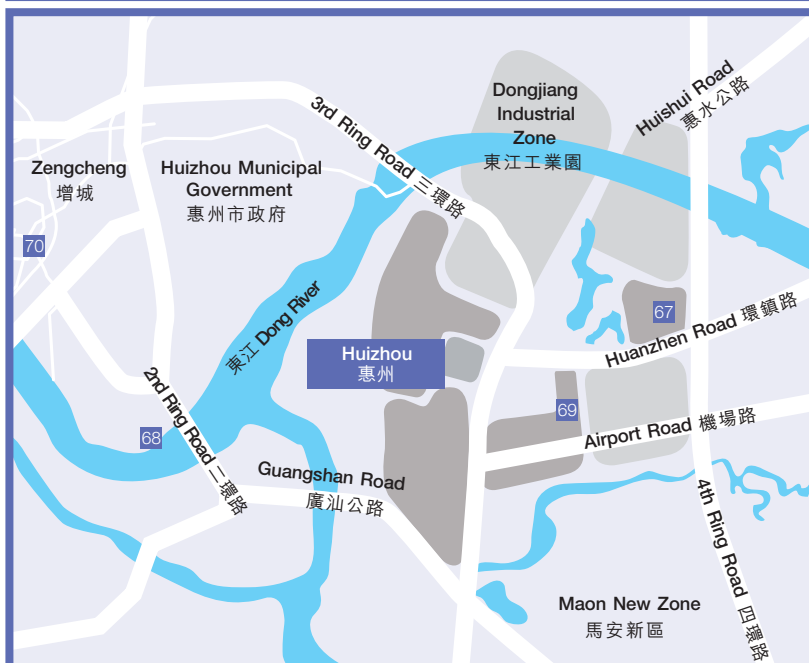 Dongjiang
Industrial
Zone
東江工業園
Huishui Road
惠水公路
3rd Ring Road 三環路
Zengcheng
增城
Huizhou Municipal
Government
惠州市政府
70
東江 Dong River
67
Huanzhen Road 環鎮路
Huizhou
惠州
69
Airport Road 機場路
68
2nd Ring Road 二環路
Guangshan Road
廣汕公路
4th Ring Road 四環路
Maon New Zone
馬安新區